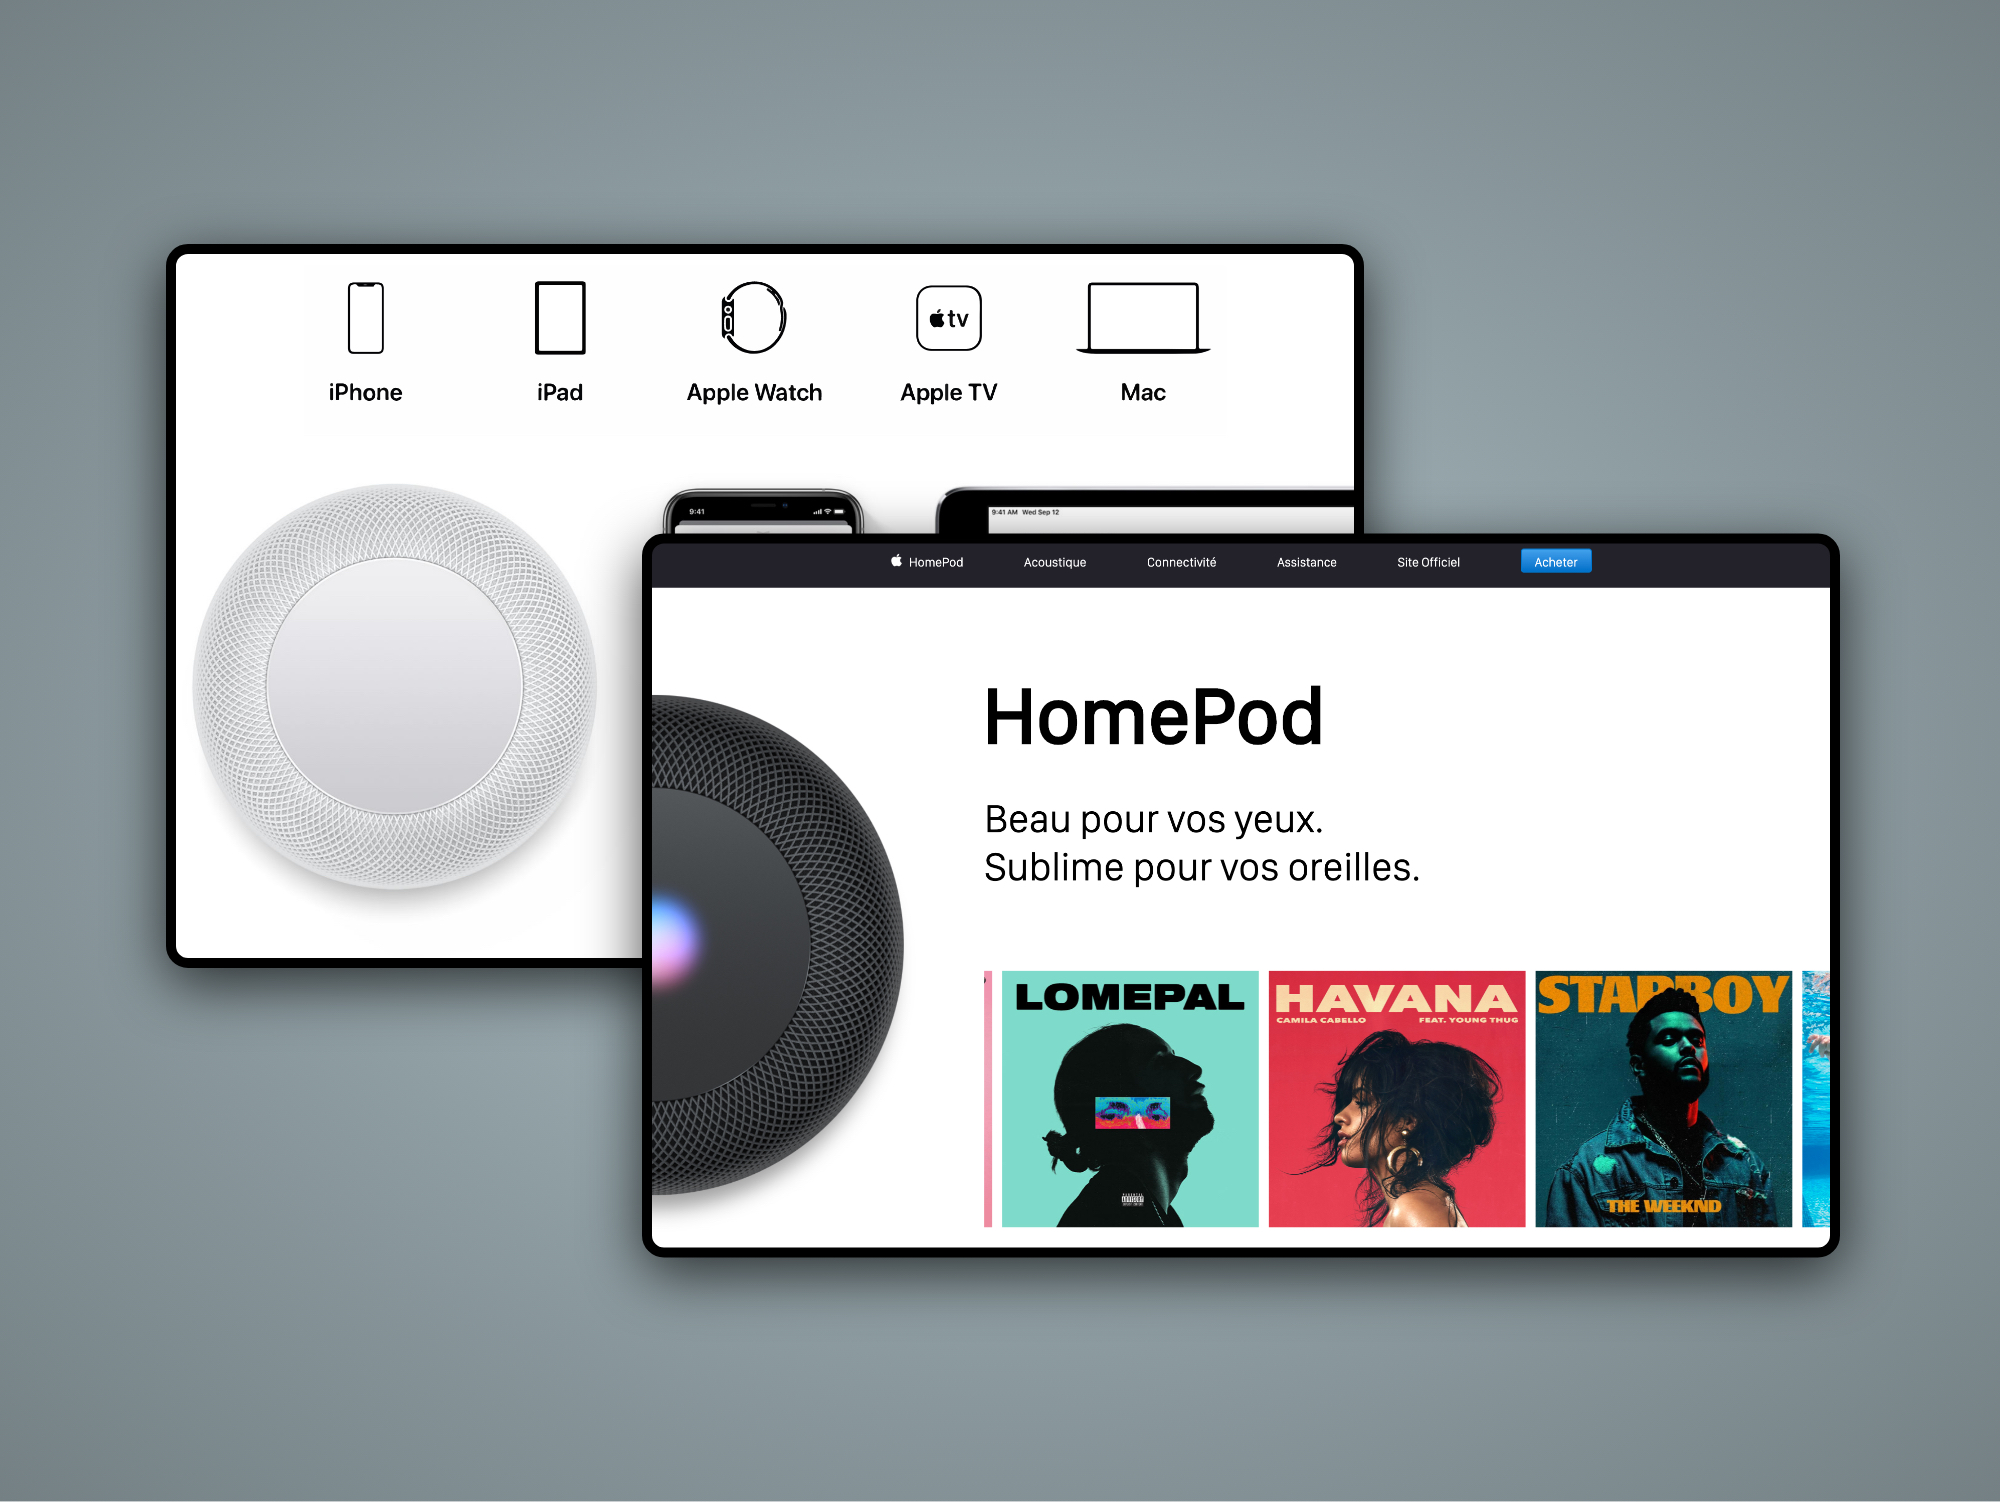 tv
iPhone
iPad
Apple Watch
Apple TV
Mac
9:41
9:41 AM Wed Sep 12
HomePod
Acoustique
Connectivité
Assistance
Site Officiel
Acheter
HomePod
Beau pour vos yeux.
Sublime pour vos oreilles.
LOMEPAL
HAVANA
CAMILA CABELLO
FEAT. YOUNG THUG
STARBOY
THE WEEKND